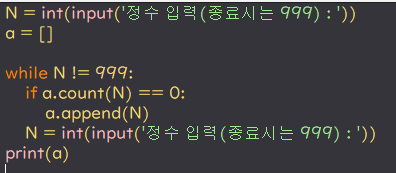 N = int(input('정수 입력(종료시는 999) : '))
a = []
while N != 999:
if a.count(N) == 0:
a.append(N)
N = int(input('정수 입력(종료시는 999) : '))
print(a)